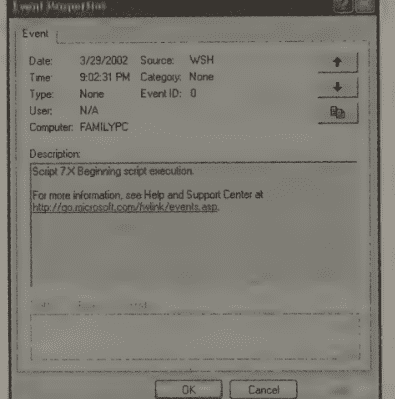 Event Properties
Event
Date: 3/29/2002 Source: WSH
Time: 9:02:31 PM Category: None
Type: None Event ID: 0
User: N/A
Computer: FAMILYPC
Description:
Script 7.X Beginning script execution.
For more information, see Help and Support Center at
http://go.microsoft.com/fwlink/events.asp.
OK Cancel